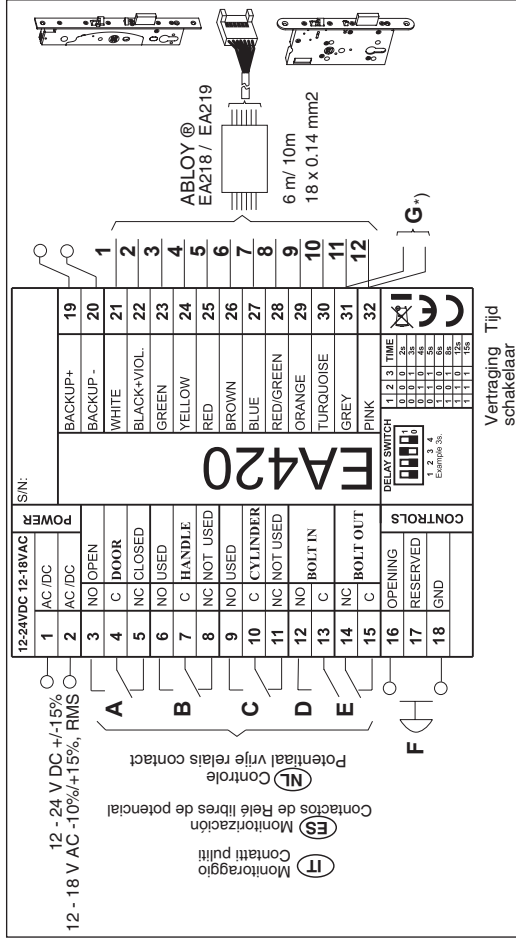 12-24VDC 12-18VAC
POWER
S/N:
12 - 24 V DC +/-15%
12 - 18 V AC -10%/+15%, RMS
1 AC /DC
2 AC /DC
3 NO OPEN
4 C DOOR
5 NC CLOSED
6 NO USED
7 C HANDLE
8 NC NOT USED
9 NO USED
10 C CYLINDER
11 NC NOT USED
12 NO BOLT IN
13 C
14 NC BOLT OUT
15 C
16 OPENING
17 RESERVED
18 GND
CONTROLS
A
B
C
D
E
F
IT Monitoraggio
Contatti puliti
ES Monitorización
Contactos de Relé libres de potencial
NL Controle
Potentiaal vrije relais contact
EA420
BACKUP+ 19
BACKUP - 20
WHITE 21 1
BLACK+VIOL. 22 2
GREEN 23 3
YELLOW 24 4
RED 25 5
BROWN 26 6
BLUE 27 7
RED/GREEN 28 8
ORANGE 29 9
TURQUOISE 30 10
GREY 31 11
PINK 32 12
G*)
ABLOY ®
EA218 / EA219
6 m/ 10m
18 x 0.14 mm2
DELAY SWITCH
1
0
1 2 3 4
Example 3s.
1 2 3 TIME
0 0 0 2s
1 0 0 3s
0 1 0 4s
1 1 0 5s
0 0 1 6s
1 0 1 8s
0 1 1 12s
1 1 1 15s
CE
Vertraging Tijd
schakelaar